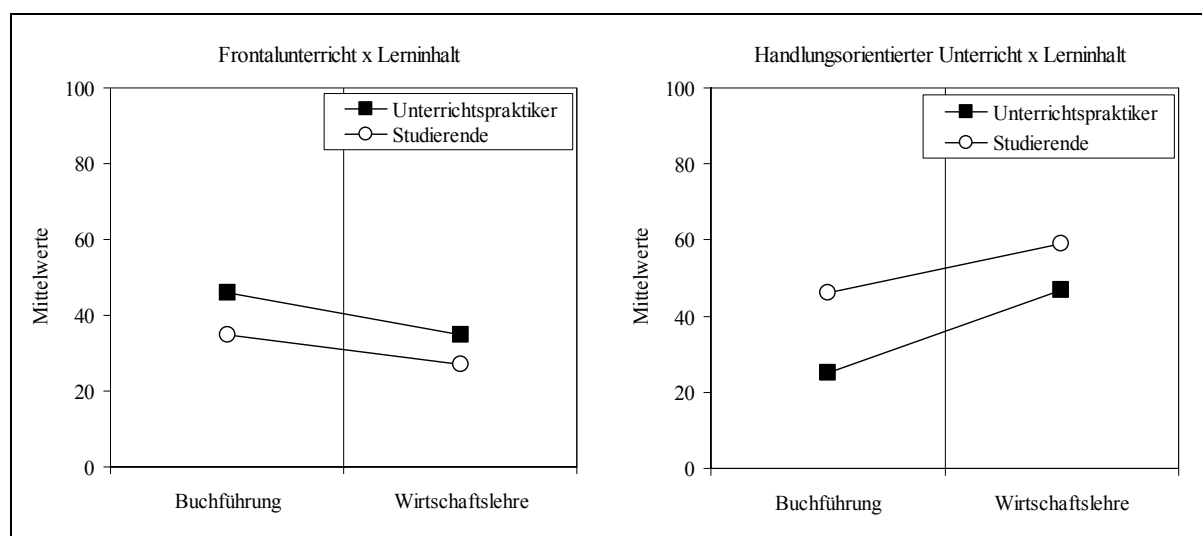 Frontalunterricht x Lerninhalt
100
80
60
40
20
0
Mittelwerte
Unterrichtspraktiker
Studierende
Buchführung
Wirtschaftslehre
Handlungsorientierter Unterricht x Lerninhalt
100
80
60
40
20
0
Mittelwerte
Unterrichtspraktiker
Studierende
Buchführung
Wirtschaftslehre